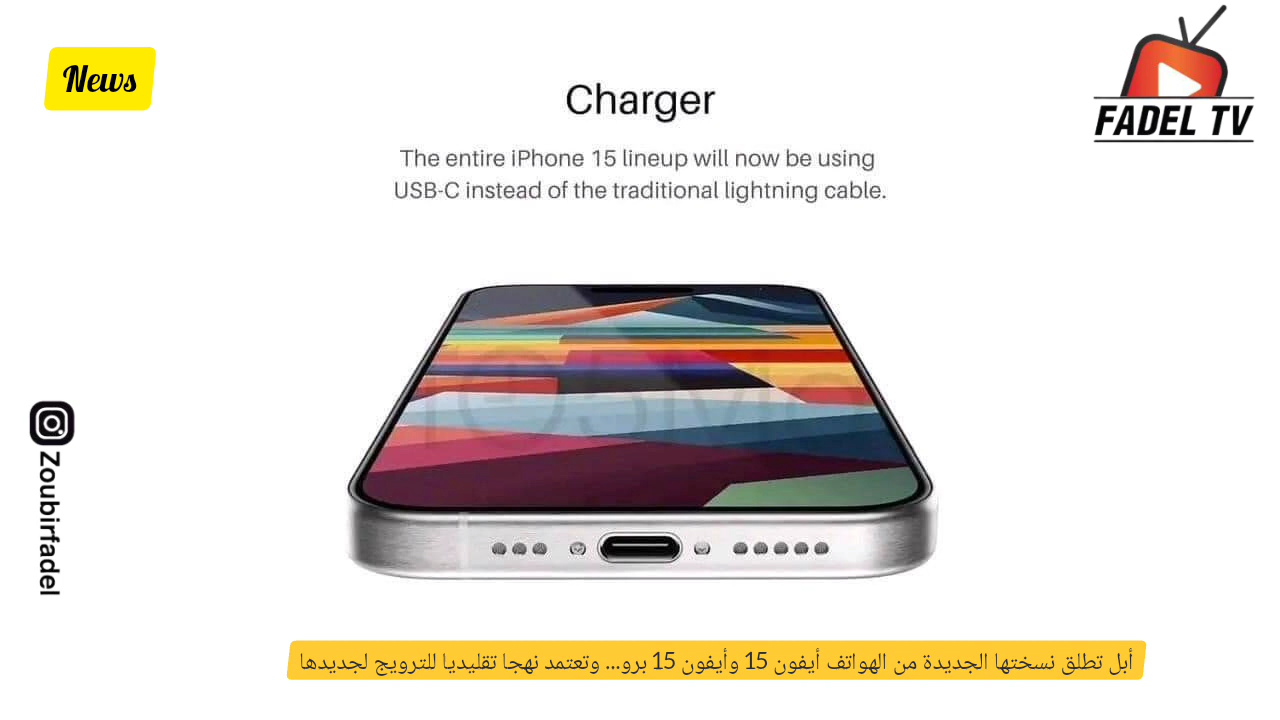 News
FADEL TV
Charger
The entire iPhone 15 lineup will now be using
USB-C instead of the traditional lightning cable.
Zoubirfadel
أبل تطلق نسختها الجديدة من الهواتف أيفون 15 وأيفون 15 برو... وتعتمد نهجا تقليديا للترويج لجديدها